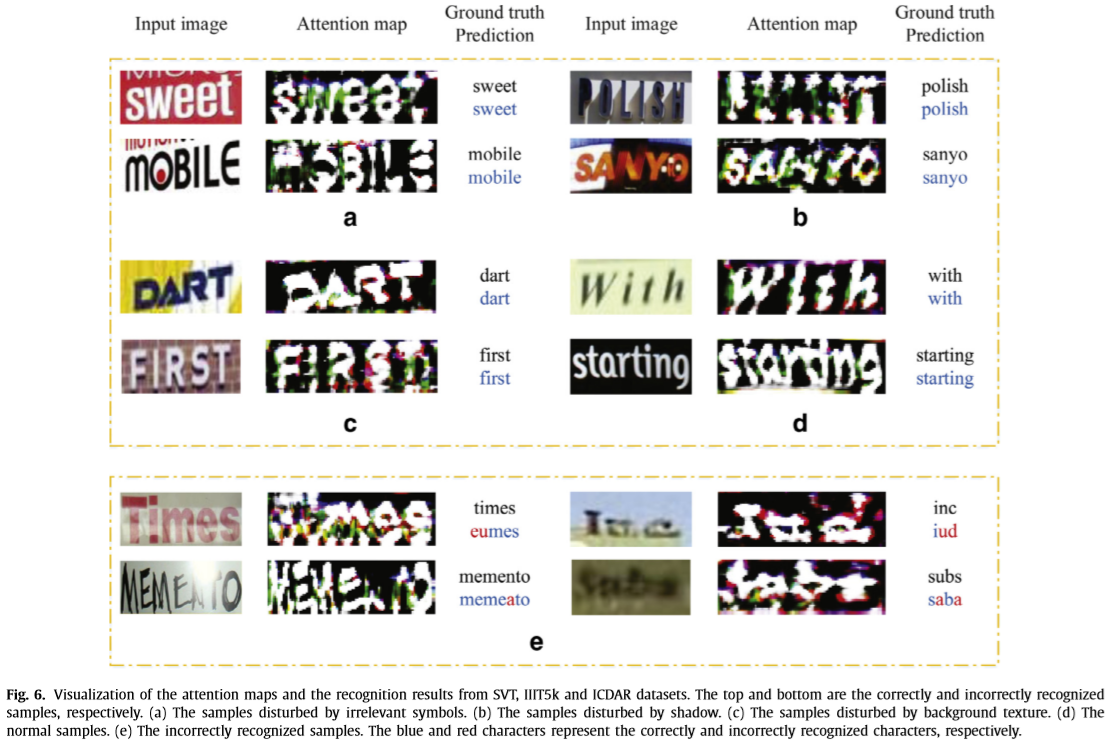 Input image Attention map Ground truth Prediction Input image Attention map Ground truth Prediction
sweet sweet sweet POLISH polish polish
MOBILE mobile mobile SANYO sanyo sanyo
a b
DART dart dart With with with
FIRST first first starting starting starting
c d
Times times eumes Inc inc iud
MEMENTO memento memeato subs saba
e
Fig. 6. Visualization of the attention maps and the recognition results from SVT, IIIT5k and ICDAR datasets. The top and bottom are the correctly and incorrectly recognized
samples, respectively. (a) The samples disturbed by irrelevant symbols. (b) The samples disturbed by shadow. (c) The samples disturbed by background texture. (d) The
normal samples. (e) The incorrectly recognized samples. The blue and red characters represent the correctly and incorrectly recognized characters, respectively.